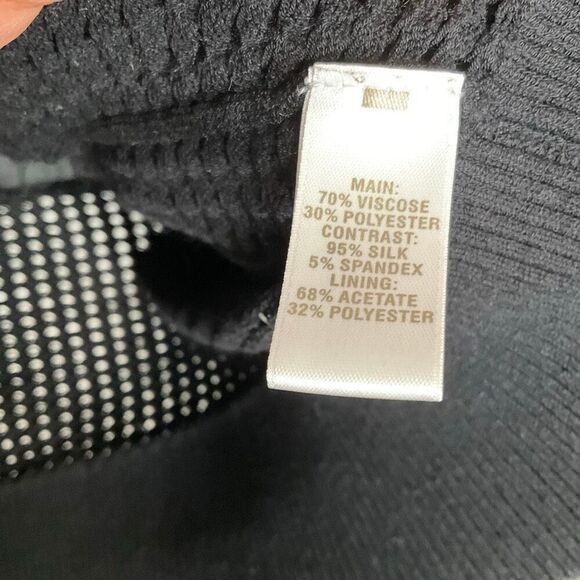 MAIN:
70% VISCOSE
30% POLYESTER
CONTRAST:
95% SILK
5% SPANDEX
LINING:
68% ACETATE
32% POLYESTER